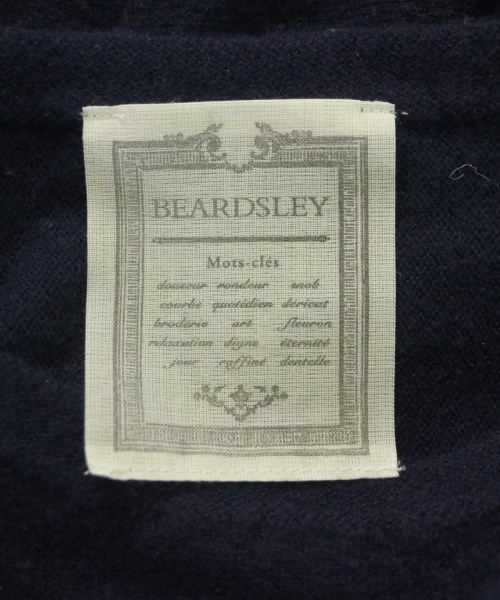 BEARDSLEY
Mots-clés
douceur rondeur snob
courbe quotidien délicat
broderie art fleuron
relaxation digne éternité
jour raffiné dentelle